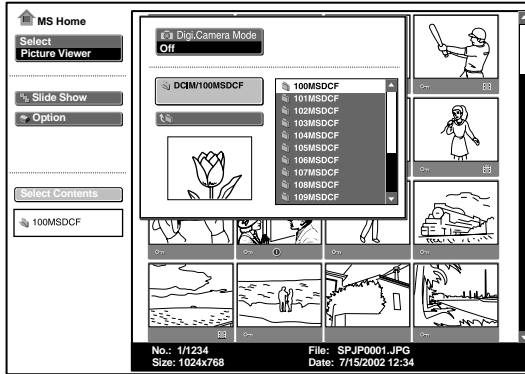 MS Home
Select
Picture Viewer
Slide Show
Option
Select Contents
100MSDCF
Digi.Camera Mode
Off
DCIM/100MSDCF
100MSDCF
101MSDCF
102MSDCF
103MSDCF
104MSDCF
105MSDCF
106MSDCF
107MSDCF
108MSDCF
109MSDCF
No.: 1/1234
File: SPJP0001.JPG
Size: 1024x768
Date: 7/15/2002 12:34